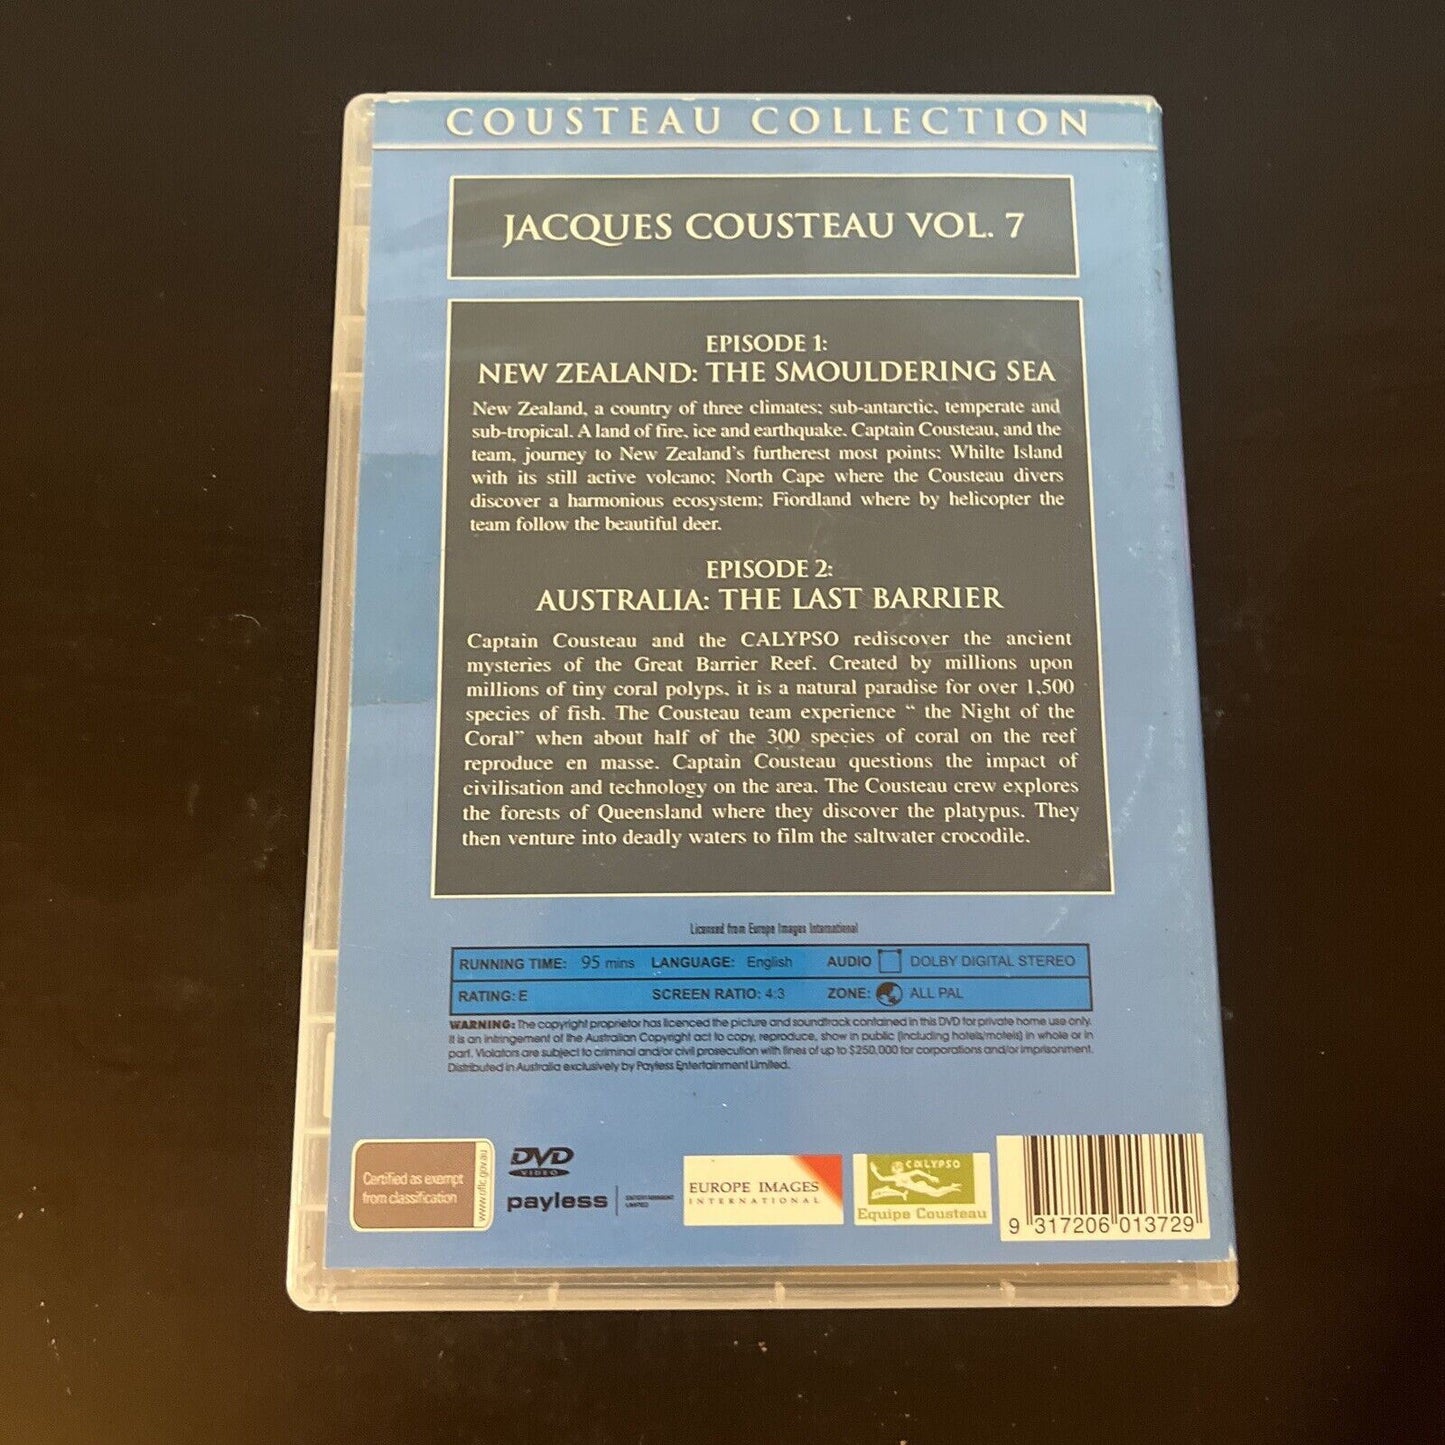 COUSTEAU COLLECTION
JACQUES COUSTEAU VOL. 7
EPISODE 1:
NEW ZEALAND: THE SMOULDERING SEA
New Zealand, a country of three climates; sub-antarctic, temperate and
sub-tropical. A land of fire, ice and earthquake. Captain Cousteau, and the
team, journey to New Zealand's furtherest most points: Whilte Island
with its still active volcano; North Cape where the Cousteau divers
discover a harmonious ecosystem; Fiordland where by helicopter the
team follow the beautiful deer.
EPISODE 2:
AUSTRALIA: THE LAST BARRIER
Captain Cousteau and the CALYPSO rediscover the ancient
mysteries of the Great Barrier Reef. Created by millions upon
millions of tiny coral polyps, it is a natural paradise for over 1,500
species of fish. The Cousteau team experience “ the Night of the
Coral” when about half of the 300 species of coral on the reef
reproduce en masse. Captain Cousteau questions the impact of
civilisation and technology on the area. The Cousteau crew explores
the forests of Queensland where they discover the platypus. They
then venture into deadly waters to film the saltwater crocodile.
Licensed from Europe Images International
RUNNING TIME: 95 mins LANGUAGE: English AUDIO DOLBY DIGITAL STEREO
RATING: E SCREEN RATIO: 4:3 ZONE: ALL PAL
WARNING: The copyright proprietor has licenced the picture and soundtrack contained in this DVD for private home use only.
It is an infringement of the Australian Copyright act to copy, reproduce, show in public (including hotels/motels) in whole or in
part. Violators are subject to criminal and/or civil prosecution with fines of up to $250,000 for corporations and/or imprisonment.
Distributed in Australia exclusively by Payless Entertainment Limited.
Certified as exempt
from classification
www.oflc.gov.au
DVD
VIDEO
payless
ENTERTAINMENT
LIMITED
EUROPE IMAGES
INTERNATIONAL
CALYPSO
Equipe Cousteau
9 317206 013729